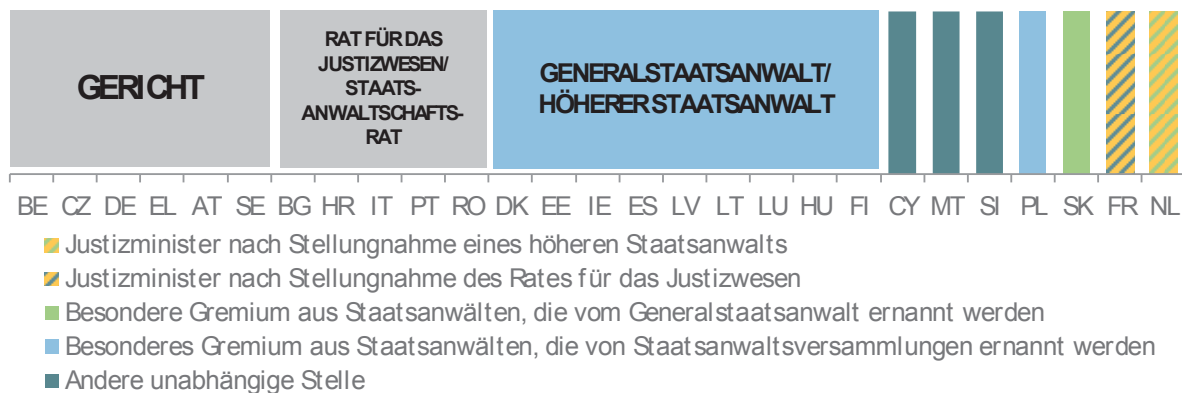 GERICHT
RAT FÜR DAS
JUSTIZWESEN/
STAATS-
ANWALTSCHAFTS-
RAT
GENERALSTAATSANWALT/
HÖHERER STAATSANWALT
BE CZ DE EL AT SE BG HR IT PT RO DK EE IE ES LV LT LU HU FI CY MT SI PL SK FR NL
Justizminister nach Stellungnahme eines höheren Staatsanwalts
Justizminister nach Stellungnahme des Rates für das Justizwesen
Besondere Gremium aus Staatsanwälten, die vom Generalstaatsanwalt ernannt werden
Besonderes Gremium aus Staatsanwälten, die von Staatsanwaltsversammlungen ernannt werden
Andere unabhängige Stelle